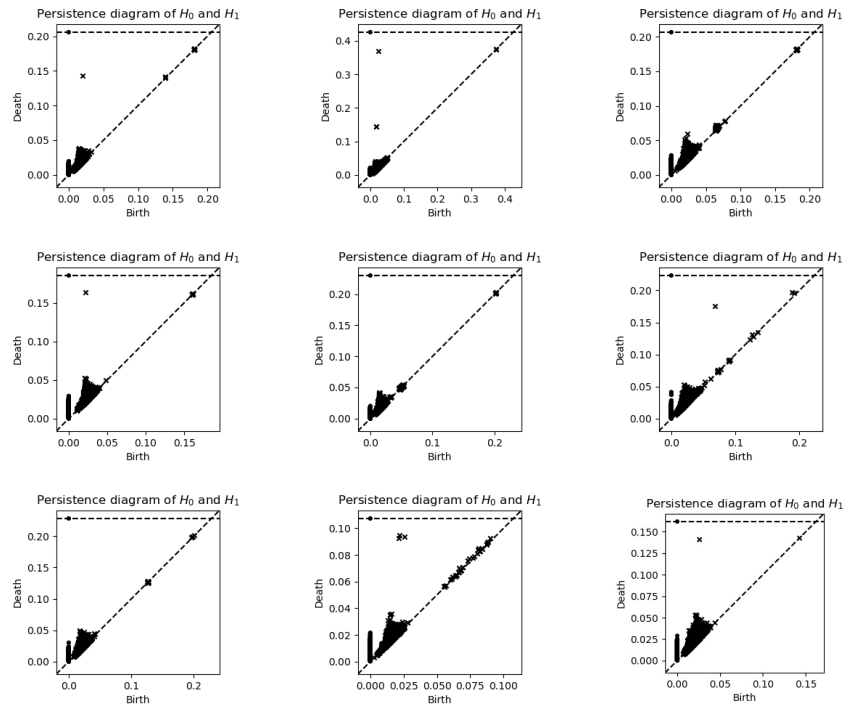 Persistence diagram of H₀ and H₁
0.20
0.15
0.10
0.05
0.00
Death
0.00 0.05 0.10 0.15 0.20
Birth
Persistence diagram of H₀ and H₁
0.4
0.3
0.2
0.1
0.0
Death
0.0 0.1 0.2 0.3 0.4
Birth
Persistence diagram of H₀ and H₁
0.20
0.15
0.10
0.05
0.00
Death
0.00 0.05 0.10 0.15 0.20
Birth
Persistence diagram of H₀ and H₁
0.15
0.10
0.05
0.00
Death
0.00 0.05 0.10 0.15
Birth
Persistence diagram of H₀ and H₁
0.20
0.15
0.10
0.05
0.00
Death
0.0 0.1 0.2
Birth
Persistence diagram of H₀ and H₁
0.20
0.15
0.10
0.05
0.00
Death
0.0 0.1 0.2
Birth
Persistence diagram of H₀ and H₁
0.20
0.15
0.10
0.05
0.00
Death
0.0 0.1 0.2
Birth
Persistence diagram of H₀ and H₁
0.10
0.08
0.06
0.04
0.02
0.00
Death
0.000 0.025 0.050 0.075 0.100
Birth
Persistence diagram of H₀ and H₁
0.150
0.125
0.100
0.075
0.050
0.025
0.000
Death
0.00 0.05 0.10 0.15
Birth